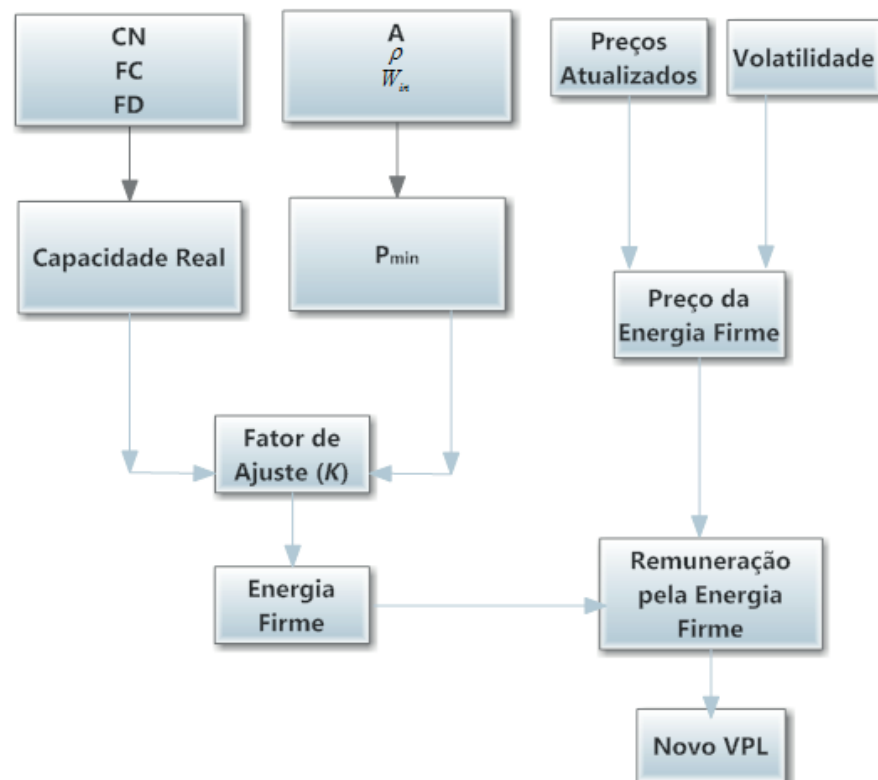 CN
FC
FD
A
ρ
W_in
Preços
Atualizados
Volatilidade
Capacidade Real
Pmin
Preço da
Energia Firme
Fator de
Ajuste (K)
Energia
Firme
Remuneração
pela Energia
Firme
Novo VPL